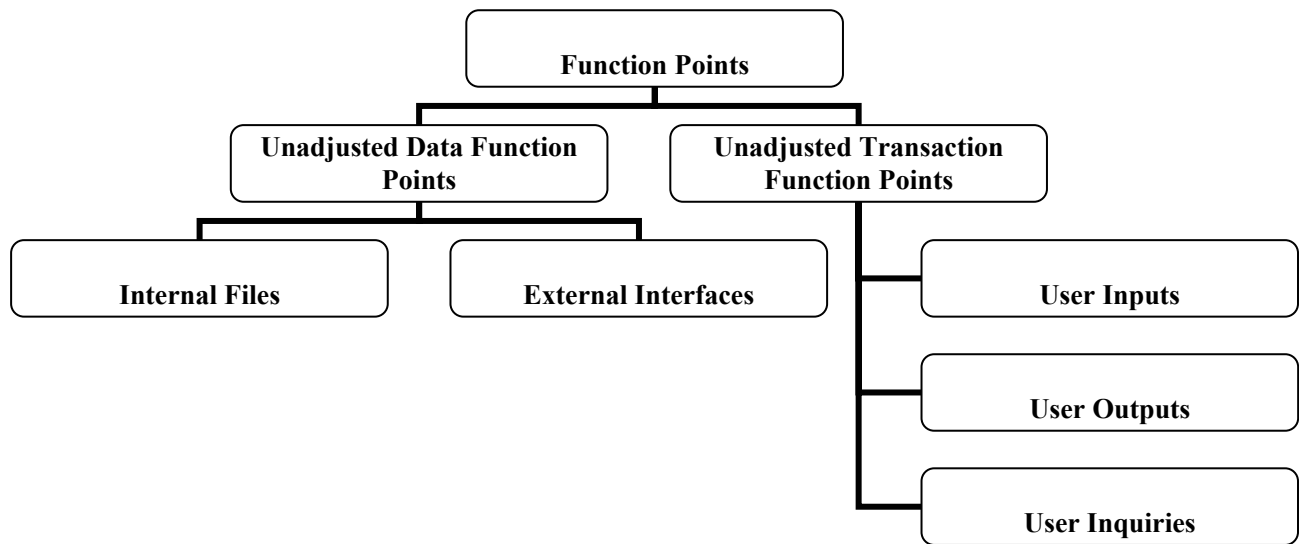 Function Points
Unadjusted Data Function
Points
Unadjusted Transaction
Function Points
Internal Files
External Interfaces
User Inputs
User Outputs
User Inquiries